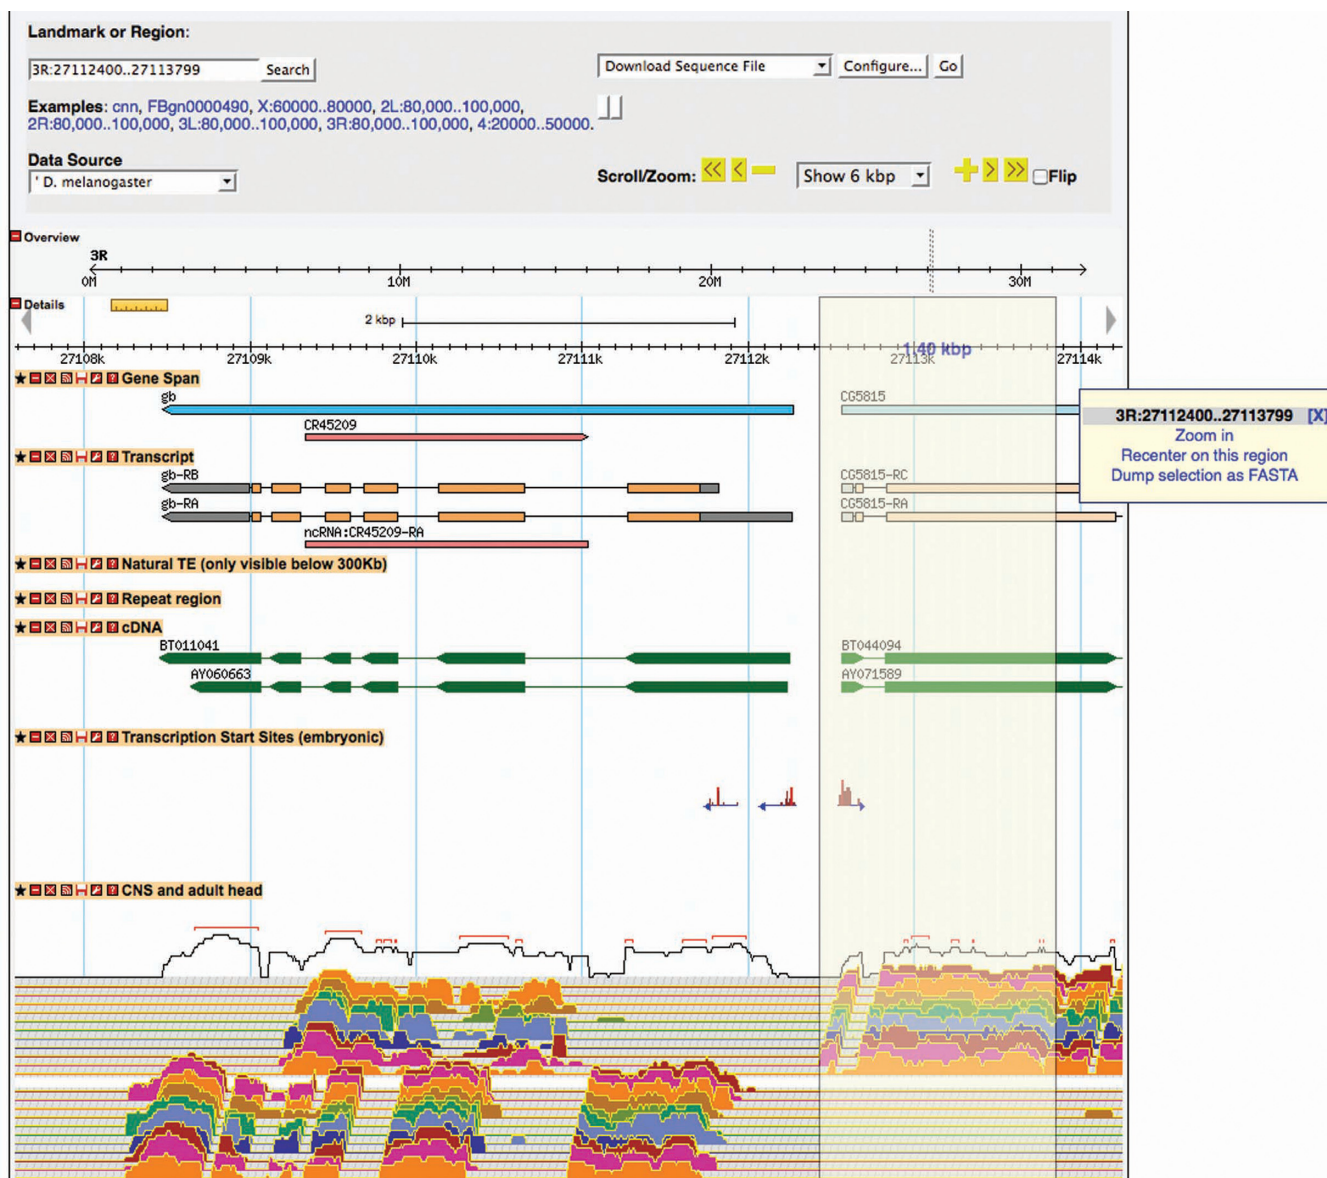 Landmark or Region:
3R:27112400..27113799 Search
Download Sequence File Configure... Go
Examples: cnn, FBgn0000490, X:60000..80000, 2L:80,000..100,000,
2R:80,000..100,000, 3L:80,000..100,000, 3R:80,000..100,000, 4:20000..50000.
Data Source
' D. melanogaster
Scroll/Zoom: << < Show 6 kbp > >> Flip
Overview
3R
0M 10M 20M 30M
Details
2 kbp
1.40 kbp
27108k 27109k 27110k 27111k 27112k 27113k 27114k
Gene Span
gb CG5815
CR45209
3R:27112400..27113799 [X]
Zoom in
Recenter on this region
Dump selection as FASTA
Transcript
gb-RB CG5815-RC
gb-RA CG5815-RA
ncRNA:CR45209-RA
Natural TE (only visible below 300Kb)
Repeat region
cDNA
BT011041 BT044094
AY060663 AY071589
Transcription Start Sites (embryonic)
CNS and adult head